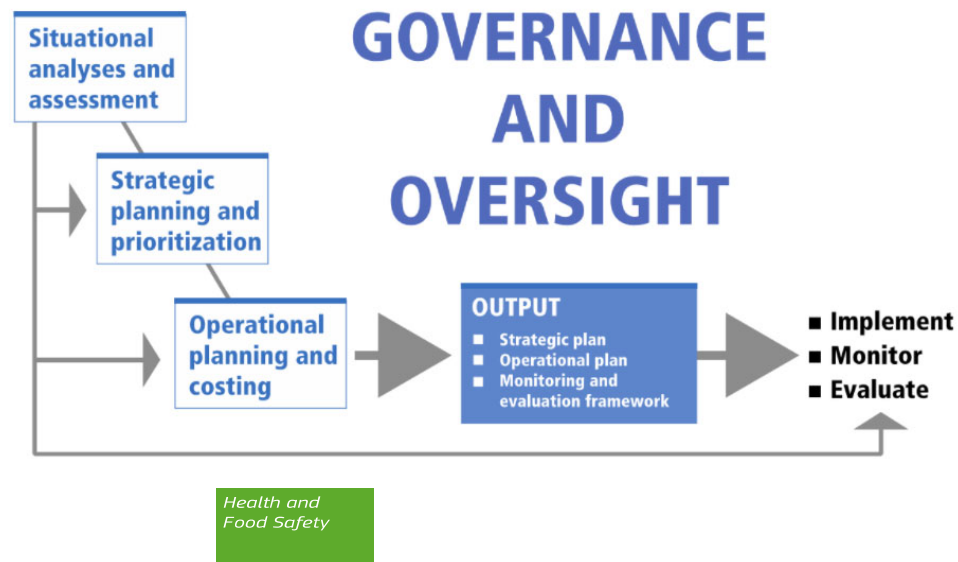 Situational
analyses and
assessment
GOVERNANCE
AND
OVERSIGHT
Strategic
planning and
prioritization
Operational
planning and
costing
OUTPUT
■ Strategic plan
■ Operational plan
■ Monitoring and
evaluation framework
■ Implement
■ Monitor
■ Evaluate
Health and
Food Safety